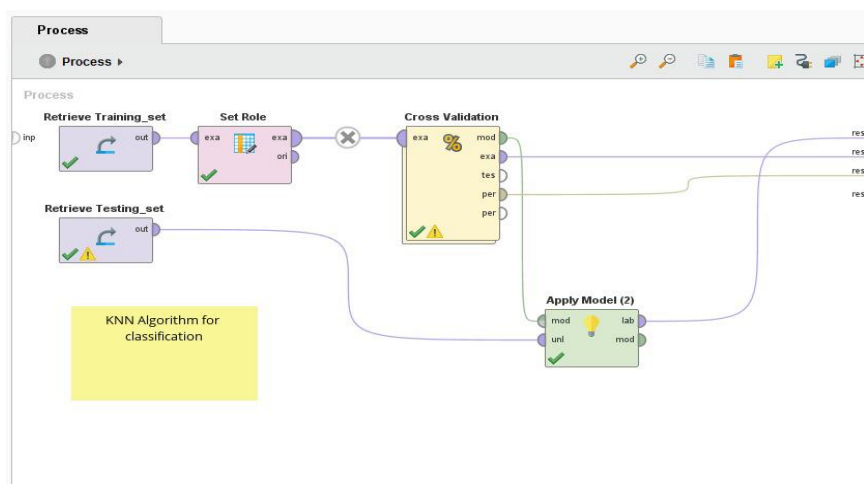 Process
Process
Process
Retrieve Training_set
Set Role
Cross Validation
inp
out
exa
exa
ori
exa
mod
exa
tes
per
per
res
res
res
res
Retrieve Testing_set
out
KNN Algorithm for
classification
Apply Model (2)
mod
lab
unl
mod